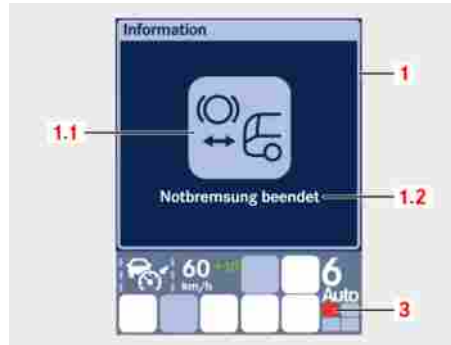 Information
1
1.1
Notbremsung beendet
1.2
60 +10
km/h
6
Auto
3